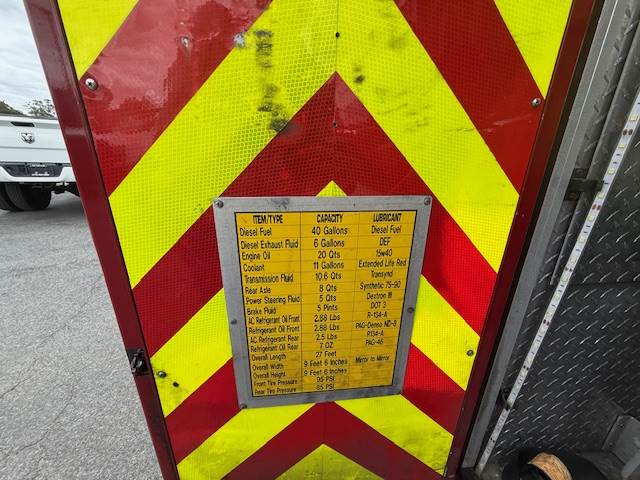 ITEM/TYPE CAPACITY LUBRICANT
Diesel Fuel 40 Gallons Diesel Fuel
Diesel Exhaust Fluid 6 Gallons DEF
Engine Oil 20 Qts 15w40
Coolant 11 Gallons Extended Life Red
Transmission Fluid 10.6 Qts Transynd
Rear Axle 8 Qts Synthetic 75-90
Power Steering Fluid 5 Qts Dextron III
Brake Fluid 5 Pints DOT 3
AC Refrigerant Oil Front 2.88 Lbs R-134-A
Refrigerant Oil Front 2.88 Lbs PAG-Denso ND-8
AC Refrigerant Rear 2.5 Lbs R134-A
Refrigerant Oil Rear 7 OZ PAG-46
Overall Length 27 Feet
Overall Width 9 Feet 6 Inches Mirror to Mirror
Overall Height 9 Feet 6 Inches
Front Tire Pressure 95 PSI
Rear Tire Pressure 85 PSI